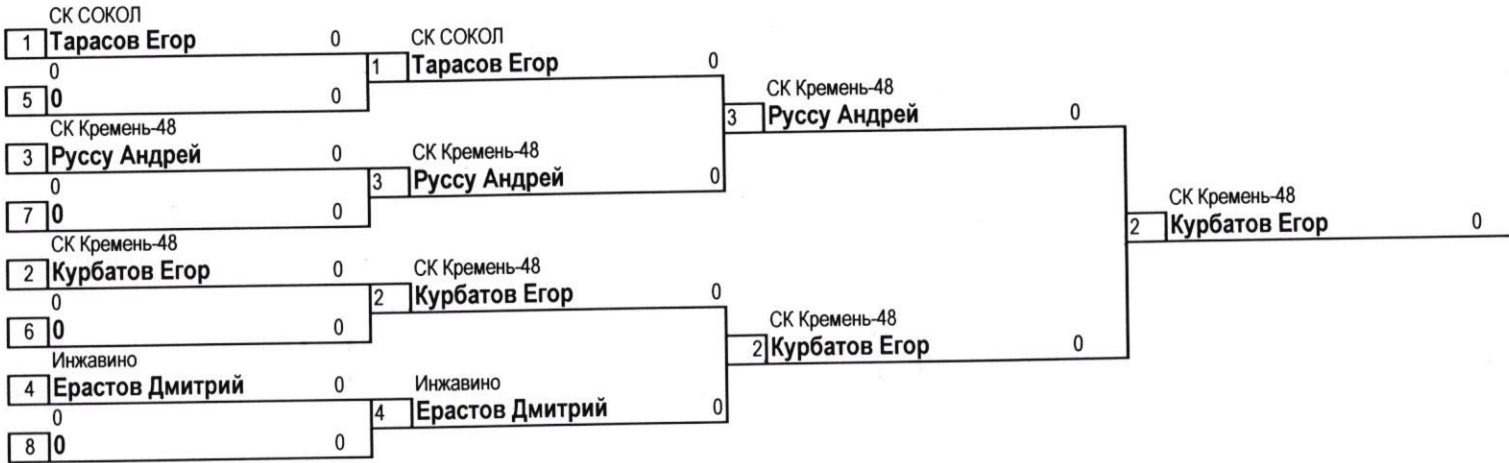 СК СОКОЛ
1 Тарасов Егор 0
0
5 0 0
СК Кремень-48
3 Руссу Андрей 0
0
7 0 0
СК Кремень-48
2 Курбатов Егор 0
0
6 0 0
Инжавино
4 Ерастов Дмитрий 0
0
8 0 0
СК СОКОЛ
1 Тарасов Егор 0
СК Кремень-48
3 Руссу Андрей 0
СК Кремень-48
2 Курбатов Егор 0
Инжавино
4 Ерастов Дмитрий 0
СК Кремень-48
3 Руссу Андрей 0
СК Кремень-48
2 Курбатов Егор 0
СК Кремень-48
2 Курбатов Егор 0